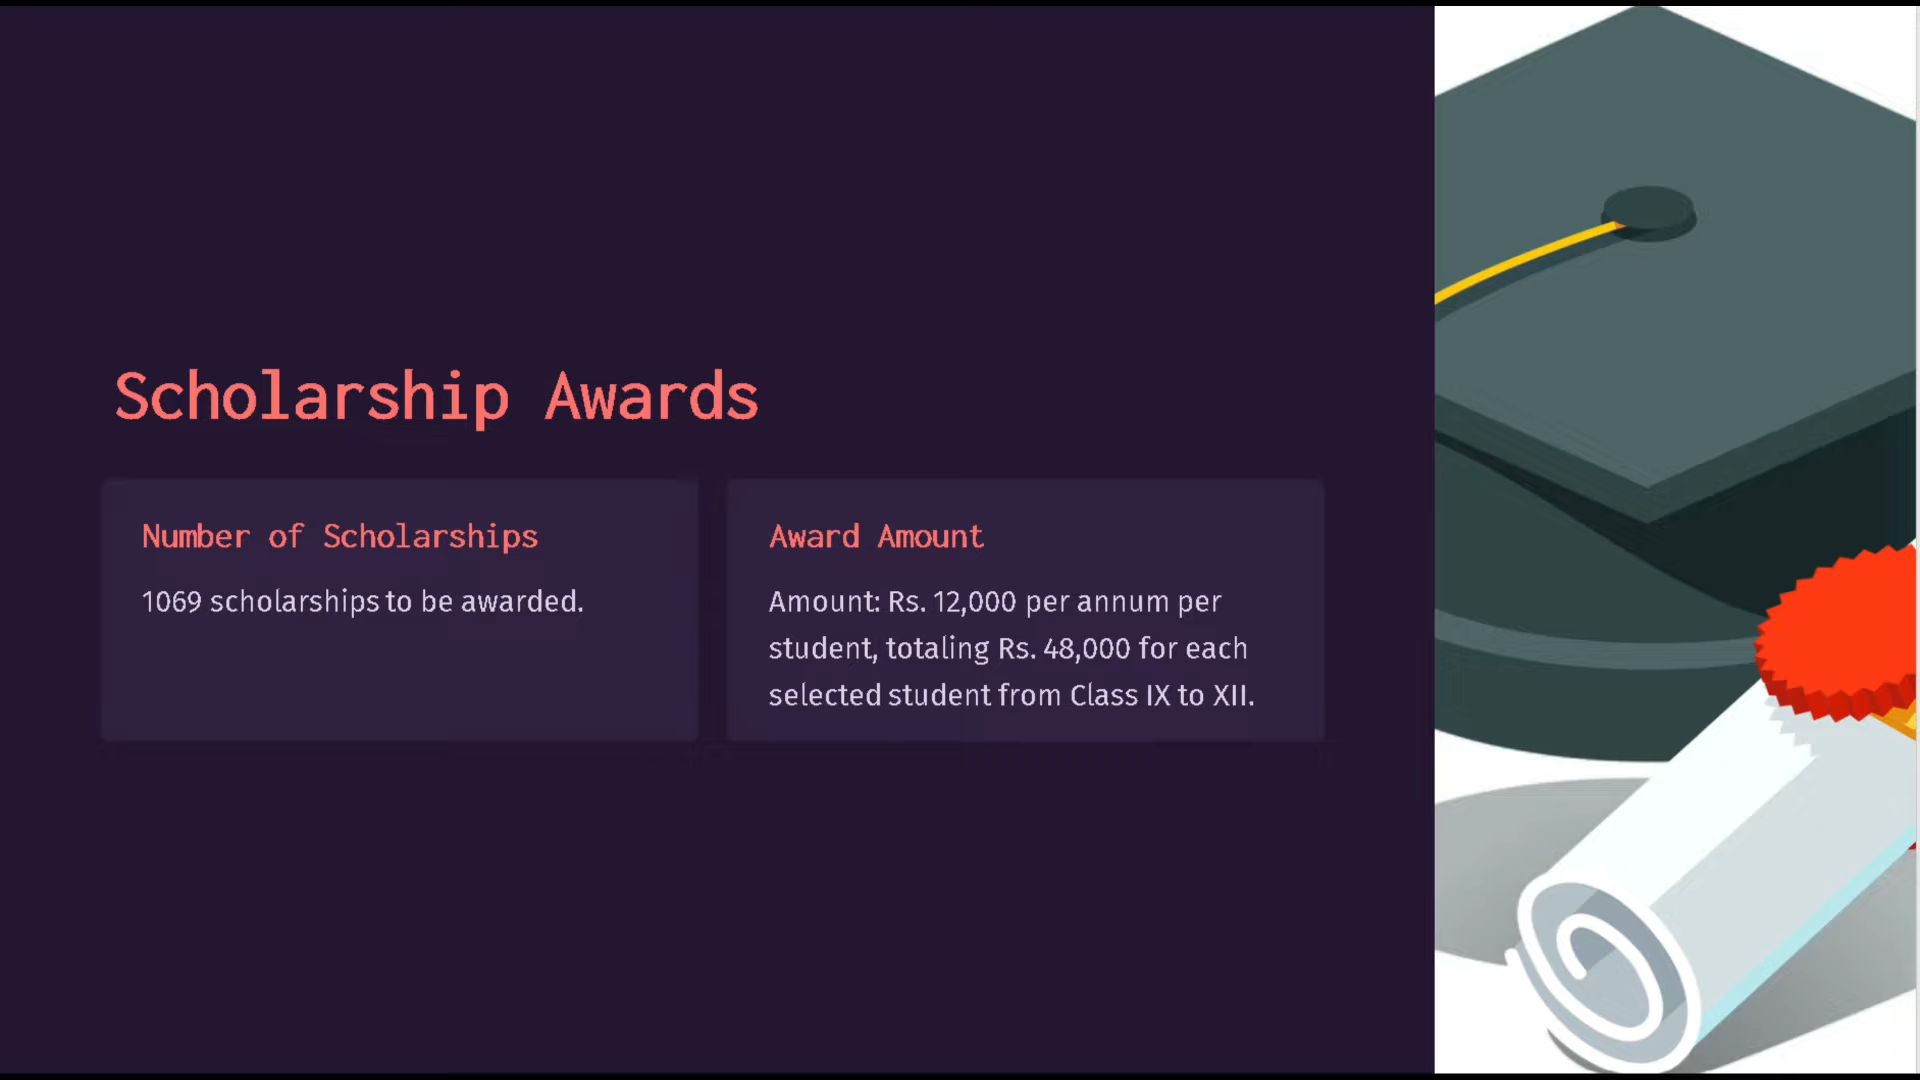 Scholarship Awards
Number of Scholarships
1069 scholarships to be awarded.
Award Amount
Amount: Rs. 12,000 per annum per
student, totaling Rs. 48,000 for each
selected student from Class IX to XII.